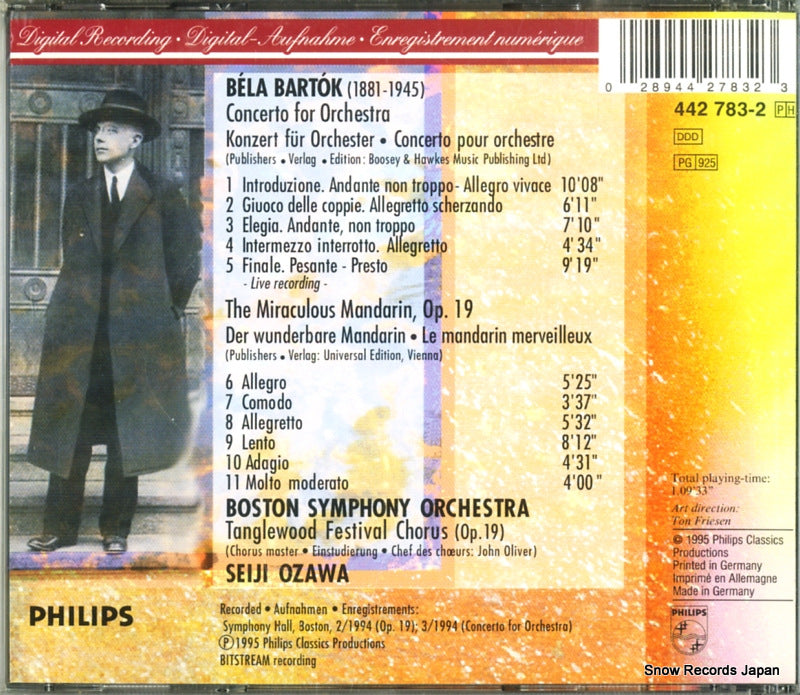 Digital Recording • Digital-Aufnahme • Enregistrement numérique
0 28944 27832 3
442 783-2 PH
DDD
PG 925
BÉLA BARTÓK (1881-1945)
Concerto for Orchestra
Konzert für Orchester • Concerto pour orchestre
(Publishers • Verlag • Edition: Boosey & Hawkes Music Publishing Ltd)
1 Introduzione. Andante non troppo- Allegro vivace 10'08"
2 Giuoco delle coppie. Allegretto scherzando 6'11"
3 Elegia. Andante, non troppo 7'10"
4 Intermezzo interrotto. Allegretto 4'34"
5 Finale. Pesante - Presto 9'19"
- Live recording -
The Miraculous Mandarin, Op. 19
Der wunderbare Mandarin • Le mandarin merveilleux
(Publishers • Verlag: Universal Edition, Vienna)
6 Allegro 5'25"
7 Comodo 3'37"
8 Allegretto 5'32"
9 Lento 8'12"
10 Adagio 4'31"
11 Molto moderato 4'00"
BOSTON SYMPHONY ORCHESTRA
Tanglewood Festival Chorus (Op.19)
(Chorus master • Einstudierung • Chef des chœurs: John Oliver)
SEIJI OZAWA
Total playing-time:
1.09'33"
Art direction:
Ton Friesen
© 1995 Philips Classics
Productions
Printed in Germany
Imprimé en Allemagne
Made in Germany
PHILIPS
PHILIPS
Recorded • Aufnahmen • Enregistrements:
Symphony Hall, Boston, 2/1994 (Op. 19); 3/1994 (Concerto for Orchestra)
Ⓟ1995 Philips Classics Productions
BITSTREAM recording
Snow Records Japan